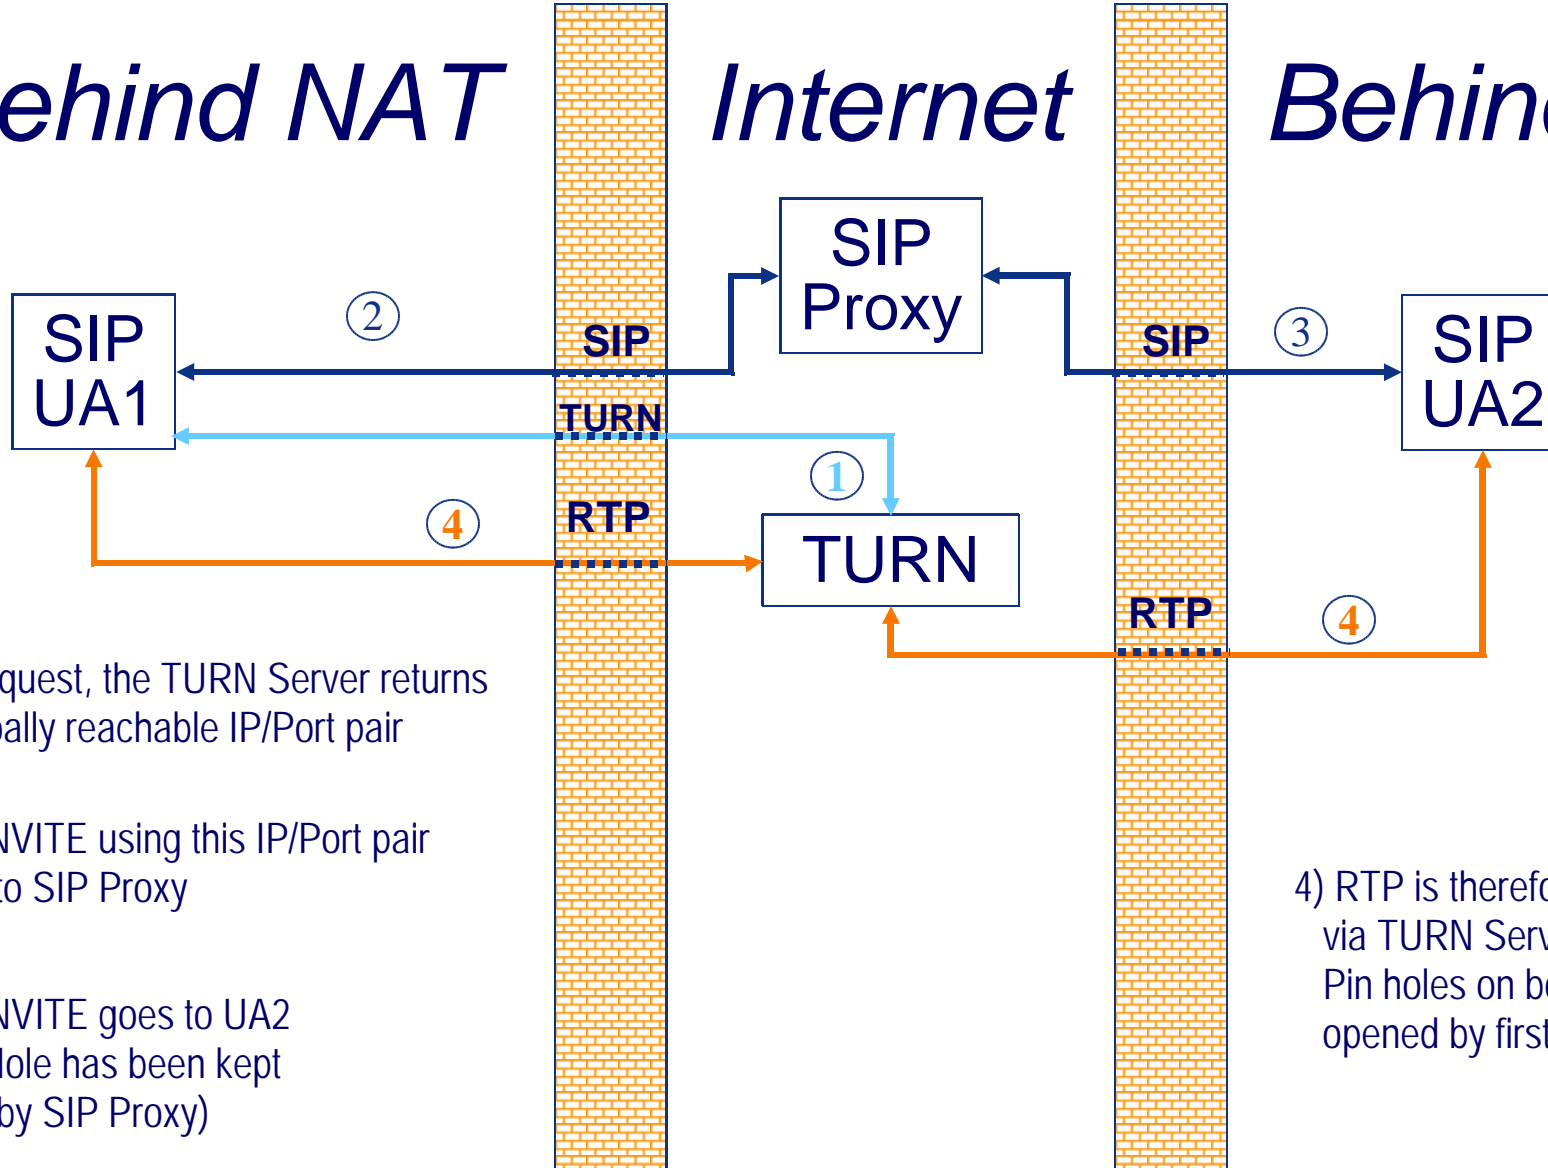 ehind NAT
Internet
Behind
SIP
Proxy
SIP
UA1
2
SIP
SIP
3
SIP
UA2
TURN
1
RTP
4
TURN
RTP
4
quest, the TURN Server returns
bally reachable IP/Port pair
NVITE using this IP/Port pair
to SIP Proxy
NVITE goes to UA2
Hole has been kept
by SIP Proxy)
4) RTP is therefo
via TURN Serv
Pin holes on b
opened by first